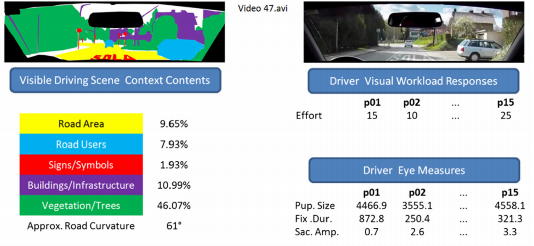 Video 47.avi
Visible Driving Scene Context Contents
Road Area 9.65%
Road Users 7.93%
Signs/Symbols 1.93%
Buildings/Infrastructure 10.99%
Vegetation/Trees 46.07%
Approx. Road Curvature 61°
Driver Visual Workload Responses
p01 p02 ... p15
Effort 15 10 ... 25
Driver Eye Measures
p01 p02 ... p15
Pup. Size 4466.9 3555.1 4558.1
Fix .Dur. 872.8 250.4 ... 321.3
Sac. Amp. 0.7 2.6 ... 3.3